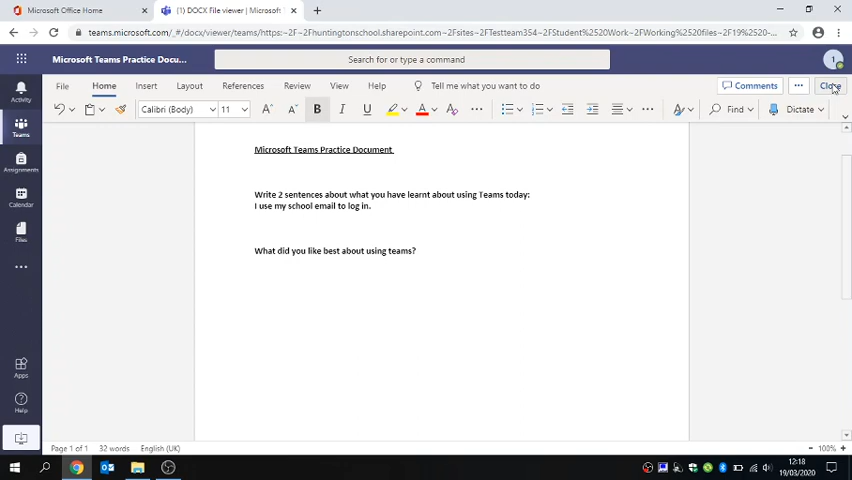 Microsoft Office Home
(1) DOCX File viewer | Microsoft
teams.microsoft.com/_#/docx/viewer/teams/https:~2F~2Fhuntingtonschool.sharepoint.com~2Fsites~2FTestteam354~2FStudent%2520Work~2FWorking%2520files~2F19%2520-...
Microsoft Teams Practice Docu...
Search for or type a command
1
Activity
Teams
Assignments
Calendar
Files
Apps
Help
File Home Insert Layout References Review View Help Tell me what you want to do Comments Close
Calibri (Body) 11 B I U A Find Dictate
Microsoft Teams Practice Document
Write 2 sentences about what you have learnt about using Teams today:
I use my school email to log in.
What did you like best about using teams?
Page 1 of 1 32 words English (UK) 100%
12:18
19/03/2020